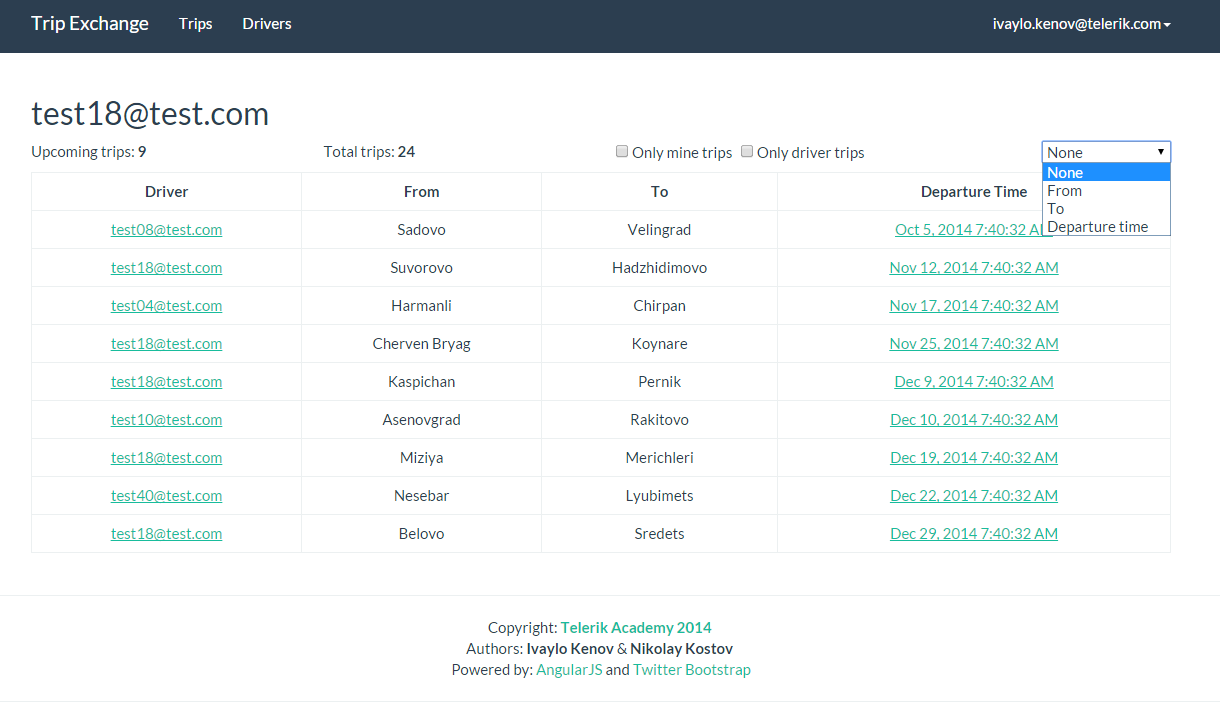 Trip Exchange Trips Drivers ivaylo.kenov@telerik.com
test18@test.com
Upcoming trips: 9 Total trips: 24 Only mine trips Only driver trips None
None
From
To
Departure time
Driver From To Departure Time
test08@test.com Sadovo Velingrad Oct 5, 2014 7:40:32
test18@test.com Suvorovo Hadzhidimovo Nov 12, 2014 7:40:32 AM
test04@test.com Harmanli Chirpan Nov 17, 2014 7:40:32 AM
test18@test.com Cherven Bryag Koynare Nov 25, 2014 7:40:32 AM
test18@test.com Kaspichan Pernik Dec 9, 2014 7:40:32 AM
test10@test.com Asenovgrad Rakitovo Dec 10, 2014 7:40:32 AM
test18@test.com Miziya Merichleri Dec 19, 2014 7:40:32 AM
test40@test.com Nesebar Lyubimets Dec 22, 2014 7:40:32 AM
test18@test.com Belovo Sredets Dec 29, 2014 7:40:32 AM
Copyright: Telerik Academy 2014
Authors: Ivaylo Kenov & Nikolay Kostov
Powered by: AngularJS and Twitter Bootstrap